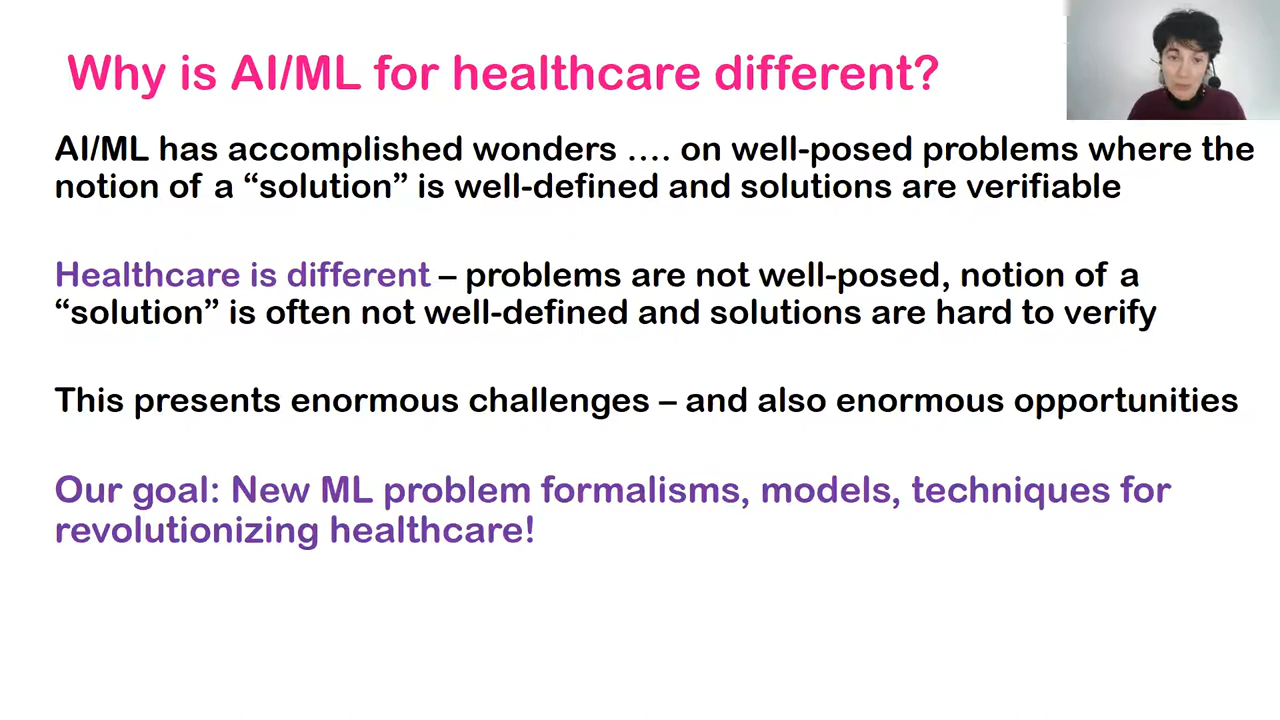 Why is AI/ML for healthcare different?
AI/ML has accomplished wonders …. on well-posed problems where the
notion of a “solution” is well-defined and solutions are verifiable
Healthcare is different – problems are not well-posed, notion of a
“solution” is often not well-defined and solutions are hard to verify
This presents enormous challenges – and also enormous opportunities
Our goal: New ML problem formalisms, models, techniques for
revolutionizing healthcare!